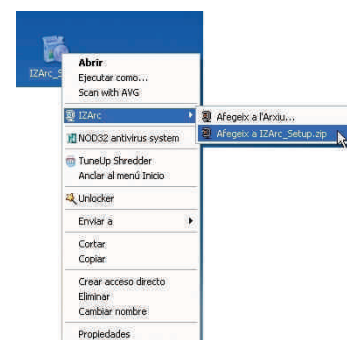 IZArc_S
Abrir
Ejecutar como...
Scan with AVG
IZArc
Afegeix a l'Arxiu...
Afegeix a IZArc_Setup.zip
NOD32 antivirus system
TuneUp Shredder
Anclar al menú Inicio
Unlocker
Enviar a
Cortar
Copiar
Crear acceso directo
Eliminar
Cambiar nombre
Propiedades